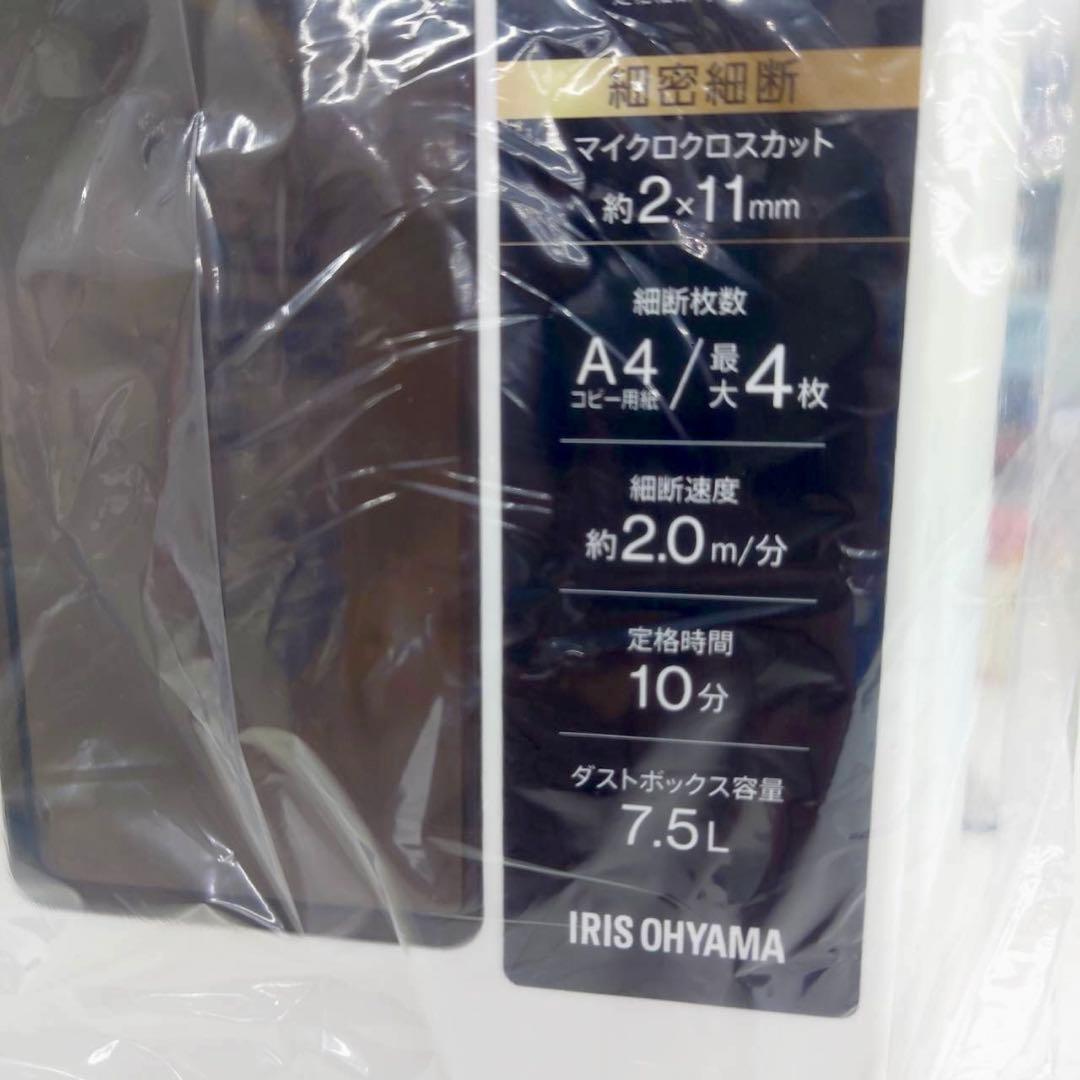 細密細断
マイクロクロスカット
約2×11mm
細断枚数
A4コピー用紙/最大4枚
細断速度
約2.0m/分
定格時間
10分
ダストボックス容量
7.5L
IRIS OHYAMA